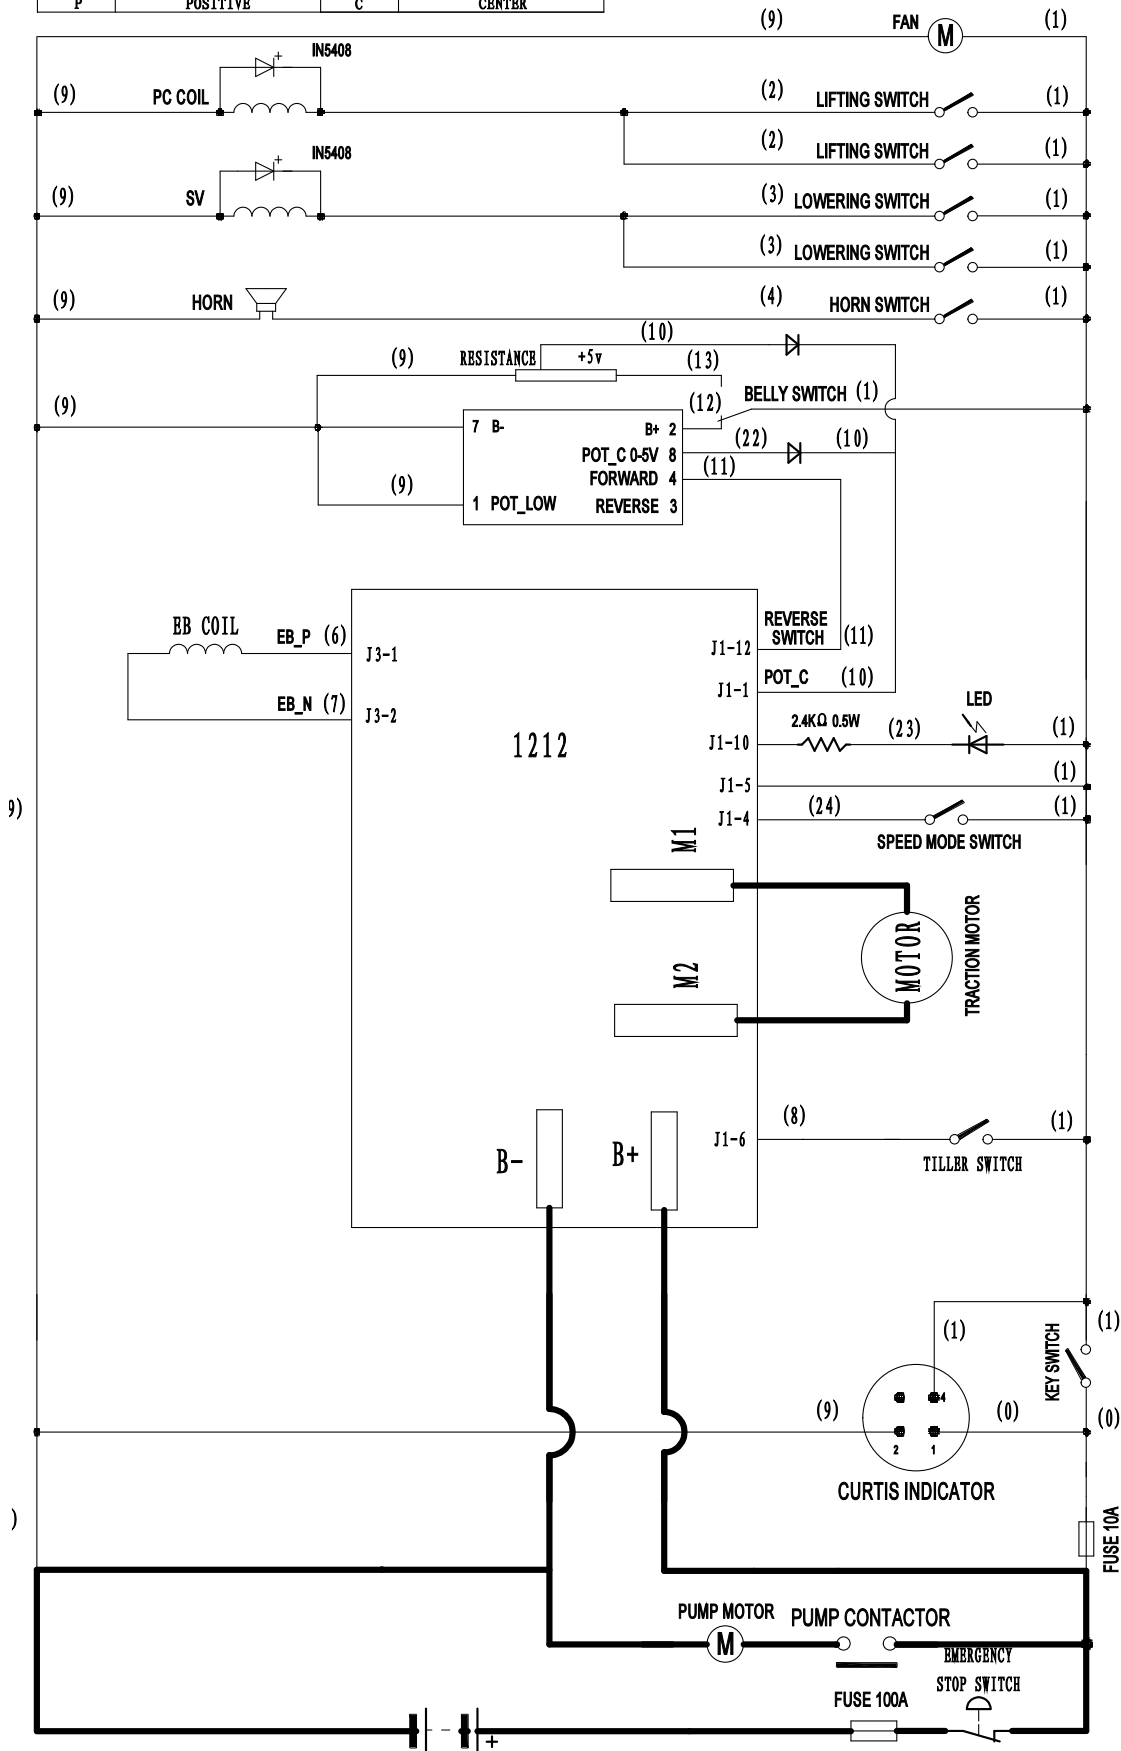 P POSITIVE C CENTER
(9) FAN M (1)
IN5408
(9) PC COIL + (2) LIFTING SWITCH (1)
(2) LIFTING SWITCH (1)
IN5408
(9) SV + (3) LOWERING SWITCH (1)
(3) LOWERING SWITCH (1)
(9) HORN (4) HORN SWITCH (1)
(10)
(9) RESISTANCE +5v (13)
(9) (12) BELLY SWITCH (1)
7 B- B+ 2
(22) (10)
POT_C 0-5V 8
FORWARD 4 (11)
(9)
1 POT_LOW REVERSE 3
EB COIL EB_P (6) J3-1
REVERSE
SWITCH (11)
J1-12
POT_C (10)
J1-1
EB_N (7) J3-2
LED
2.4KΩ 0.5W (23) (1)
J1-10
1212
J1-5 (1)
J1-4 (24) (1)
SPEED MODE SWITCH
9)
M1
MOTOR
TRACTION MOTOR
M2
B- B+
J1-6 (8) (1)
TILLER SWITCH
(1) (1)
KEY SWITCH
4
(9) (0) (0)
2 1
CURTIS INDICATOR
)
FUSE 10A
PUMP MOTOR PUMP CONTACTOR
M
EMERGENCY
STOP SWITCH
FUSE 100A
+